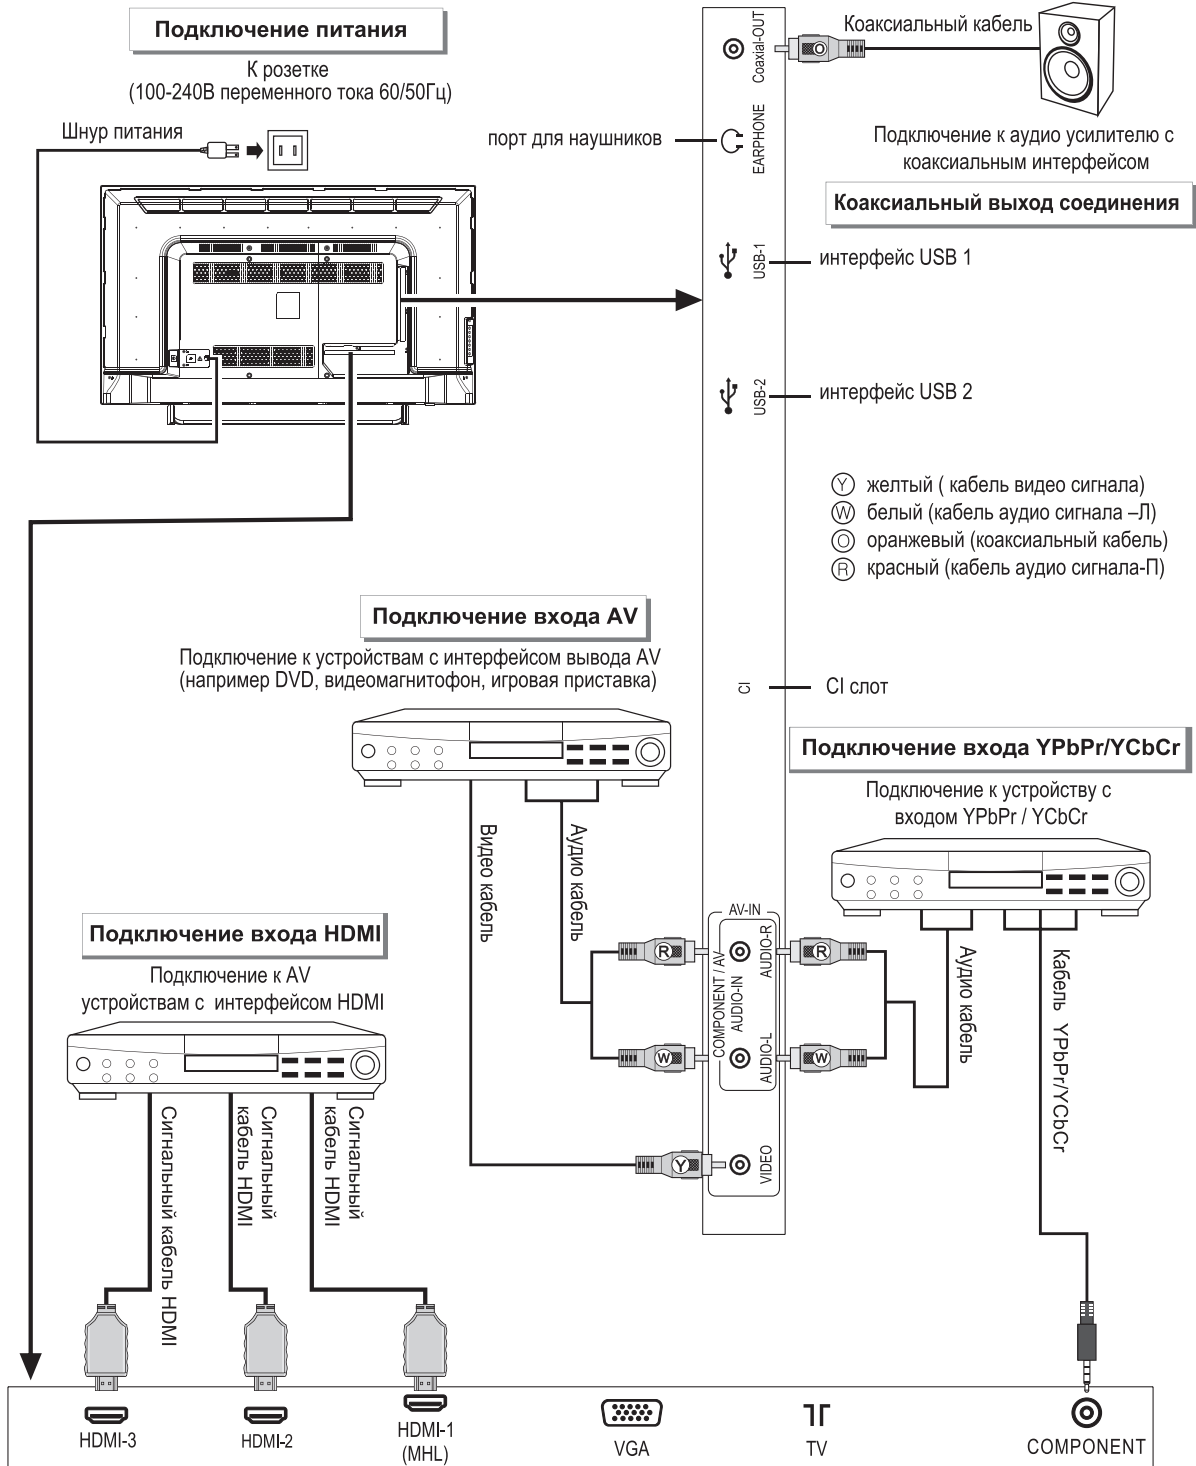 Подключение питания
К розетке
(100-240В переменного тока 60/50Гц)
Шнур питания
Coaxial-OUT
O
Коаксиальный кабель
Подключение к аудио усилителю с
коаксиальным интерфейсом
Коаксиальный выход соединения
порт для наушников
EARPHONE
USB-1
интерфейс USB 1
USB-2
интерфейс USB 2
Y желтый ( кабель видео сигнала)
W белый (кабель аудио сигнала –Л)
O оранжевый (коаксиальный кабель)
R красный (кабель аудио сигнала-П)
Подключение входа AV
Подключение к устройствам с интерфейсом вывода AV
(например DVD, видеомагнитофон, игровая приставка)
CI
CI слот
Подключение входа YPbPr/YCbCr
Подключение к устройству с
входом YPbPr / YCbCr
Видео кабель
Аудио кабель
AV-IN
COMPONENT / AV
AUDIO-IN
AUDIO-R
AUDIO-L
VIDEO
R
R
W
W
Y
Аудио кабель
Кабель YPbPr/YCbCr
Подключение входа HDMI
Подключение к AV
устройствам с интерфейсом HDMI
Сигнальный кабель HDMI
Сигнальный
кабель HDMI
Сигнальный
кабель HDMI
HDMI-3
HDMI-2
HDMI-1
(MHL)
VGA
TV
COMPONENT